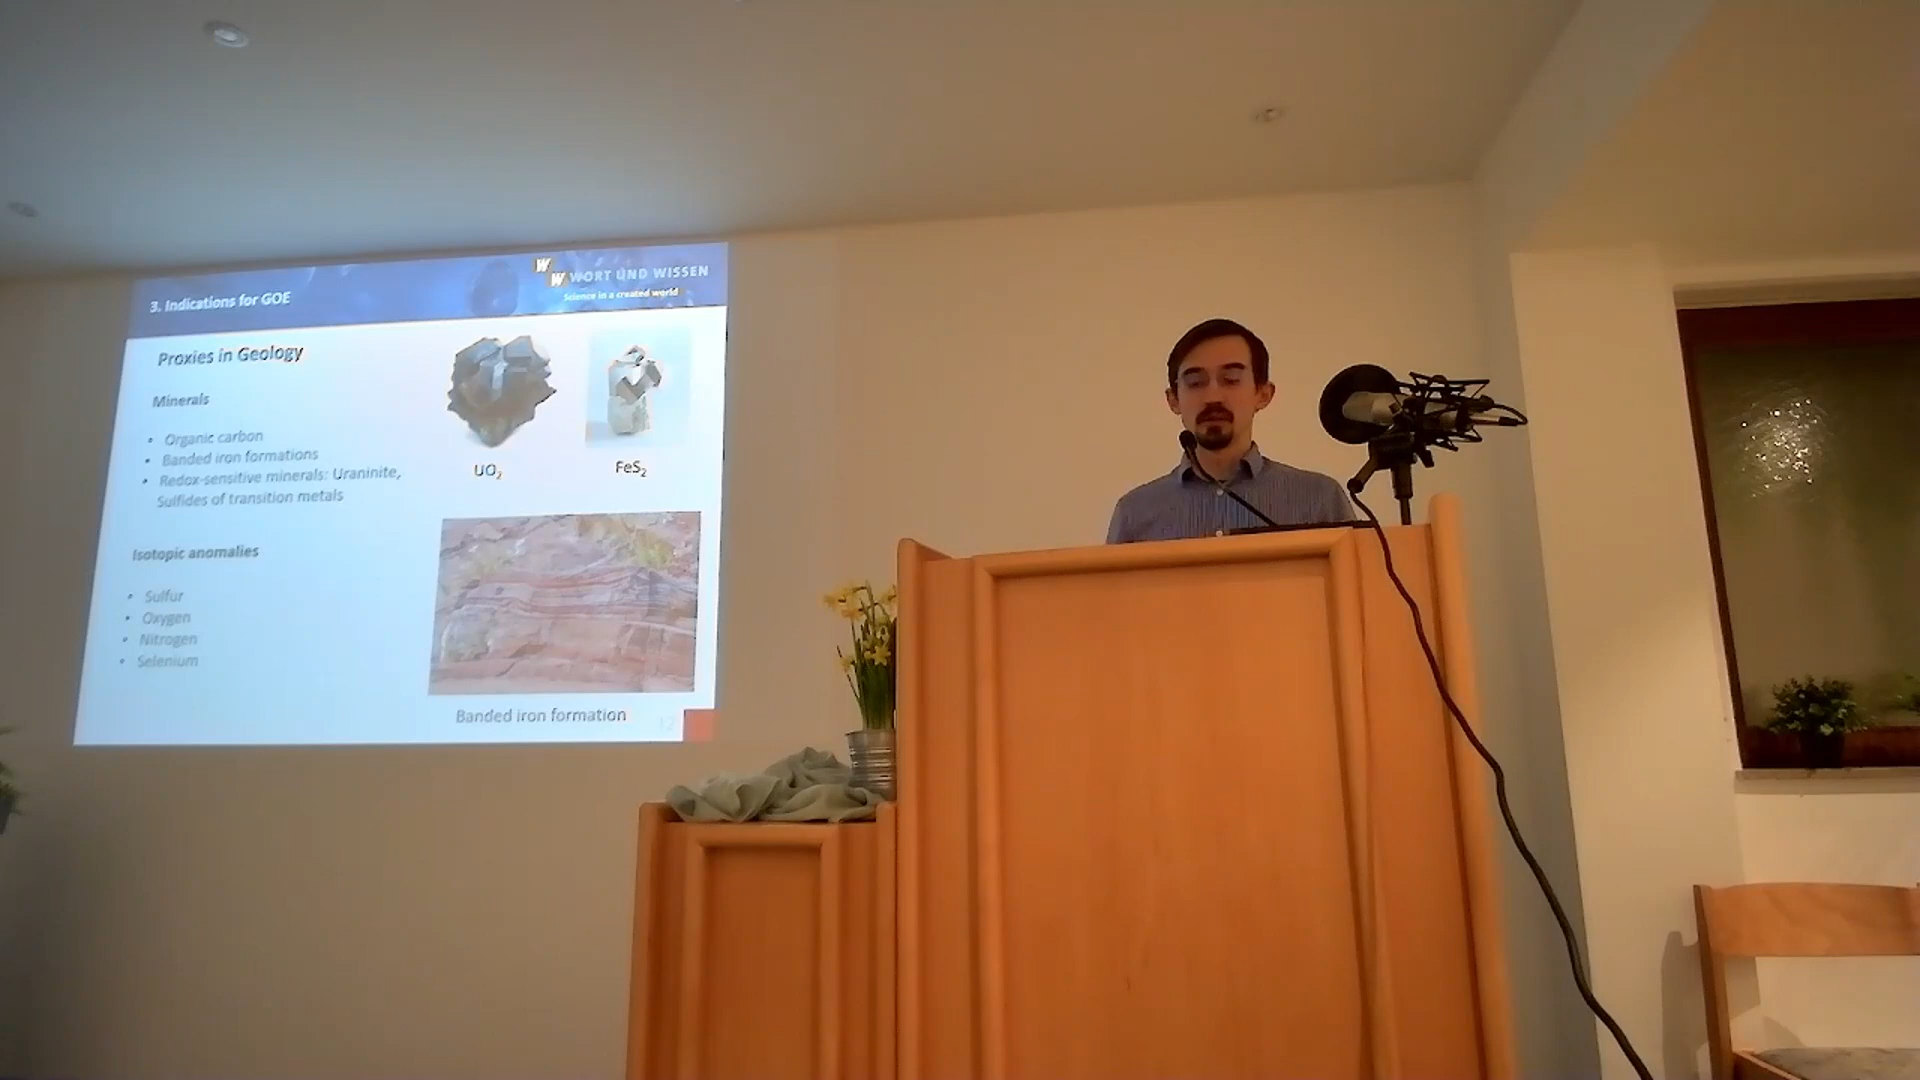 WW WORT UND WISSEN
Science in a created world
3. Indications for GOE
Proxies in Geology
Minerals
• Organic carbon
• Banded iron formations
• Redox-sensitive minerals: Uraninite,
Sulfides of transition metals
UO₂
FeS₂
Isotopic anomalies
• Sulfur
• Oxygen
• Nitrogen
• Selenium
Banded iron formation
12